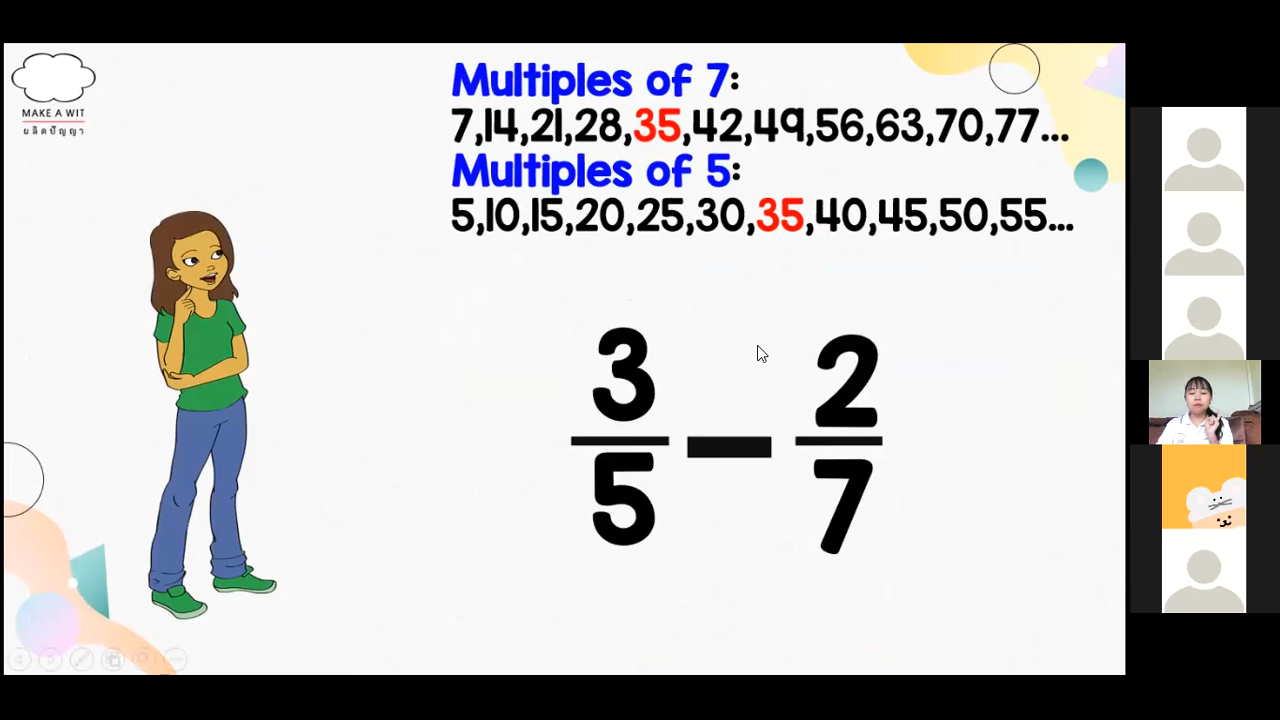 MAKE A WIT
ผลิตปัญญา
Multiples of 7:
7,14,21,28,35,42,49,56,63,70,77...
Multiples of 5:
5,10,15,20,25,30,35,40,45,50,55...
3 2
— - —
5 7